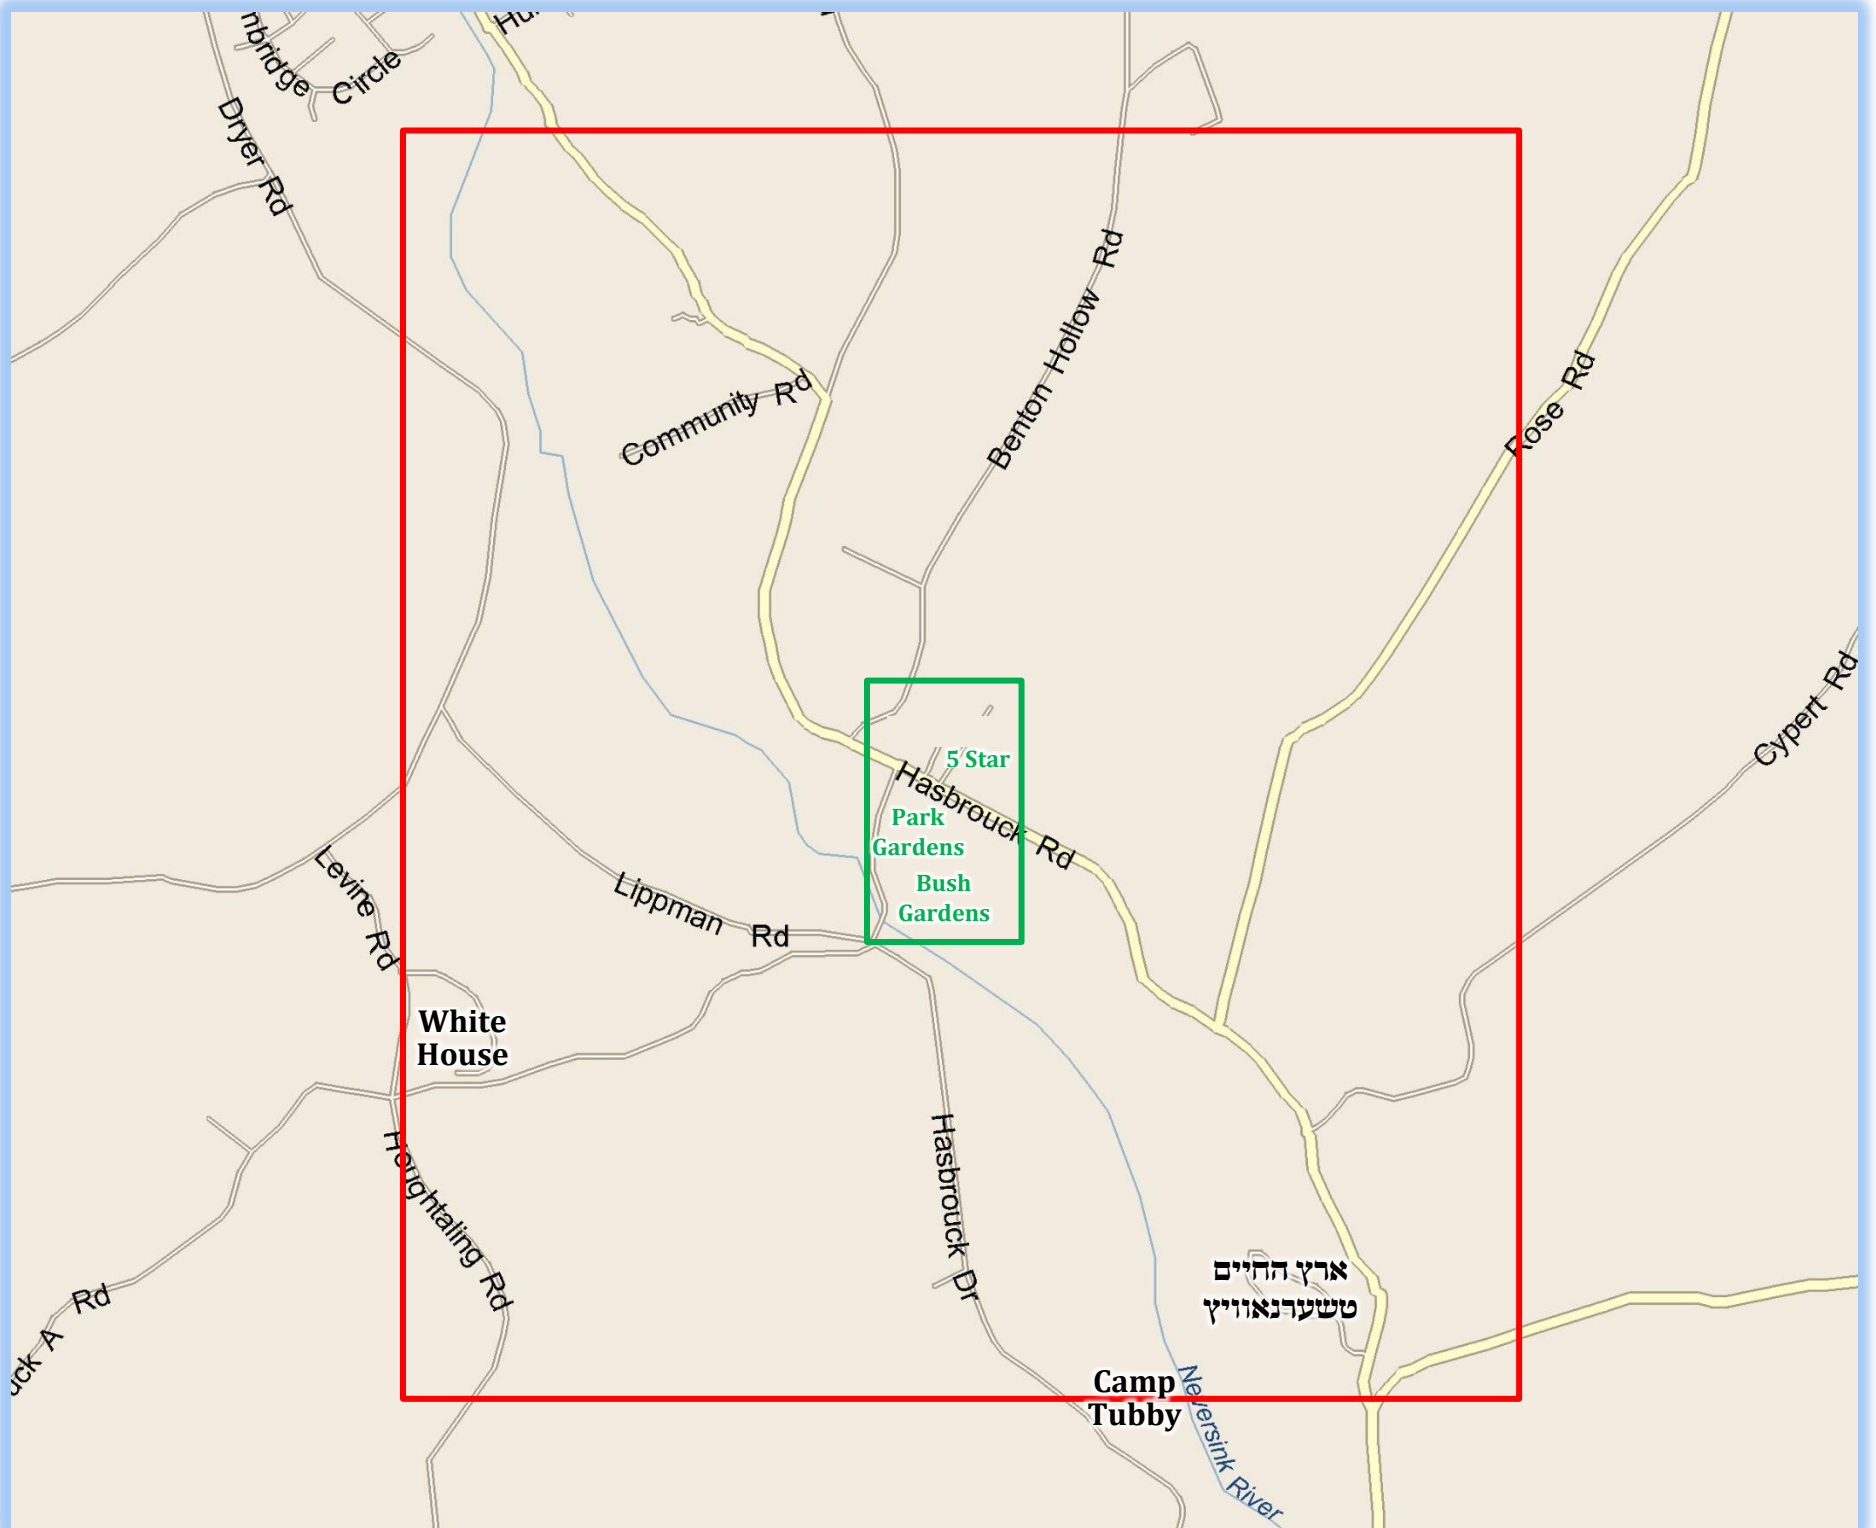 nbridge
Circle
Dryer Rd
Benton Hollow Rd
Community Rd
Rose Rd
Cypert Rd
5 Star
Hasbrouck Rd
Park
Gardens
Bush
Gardens
Levine Rd
Lippman Rd
White
House
Houghtaling Rd
Hasbrouck Dr
ארץ החיים
טשערנאוויץ
uck A Rd
Camp
Tubby
Neversink River